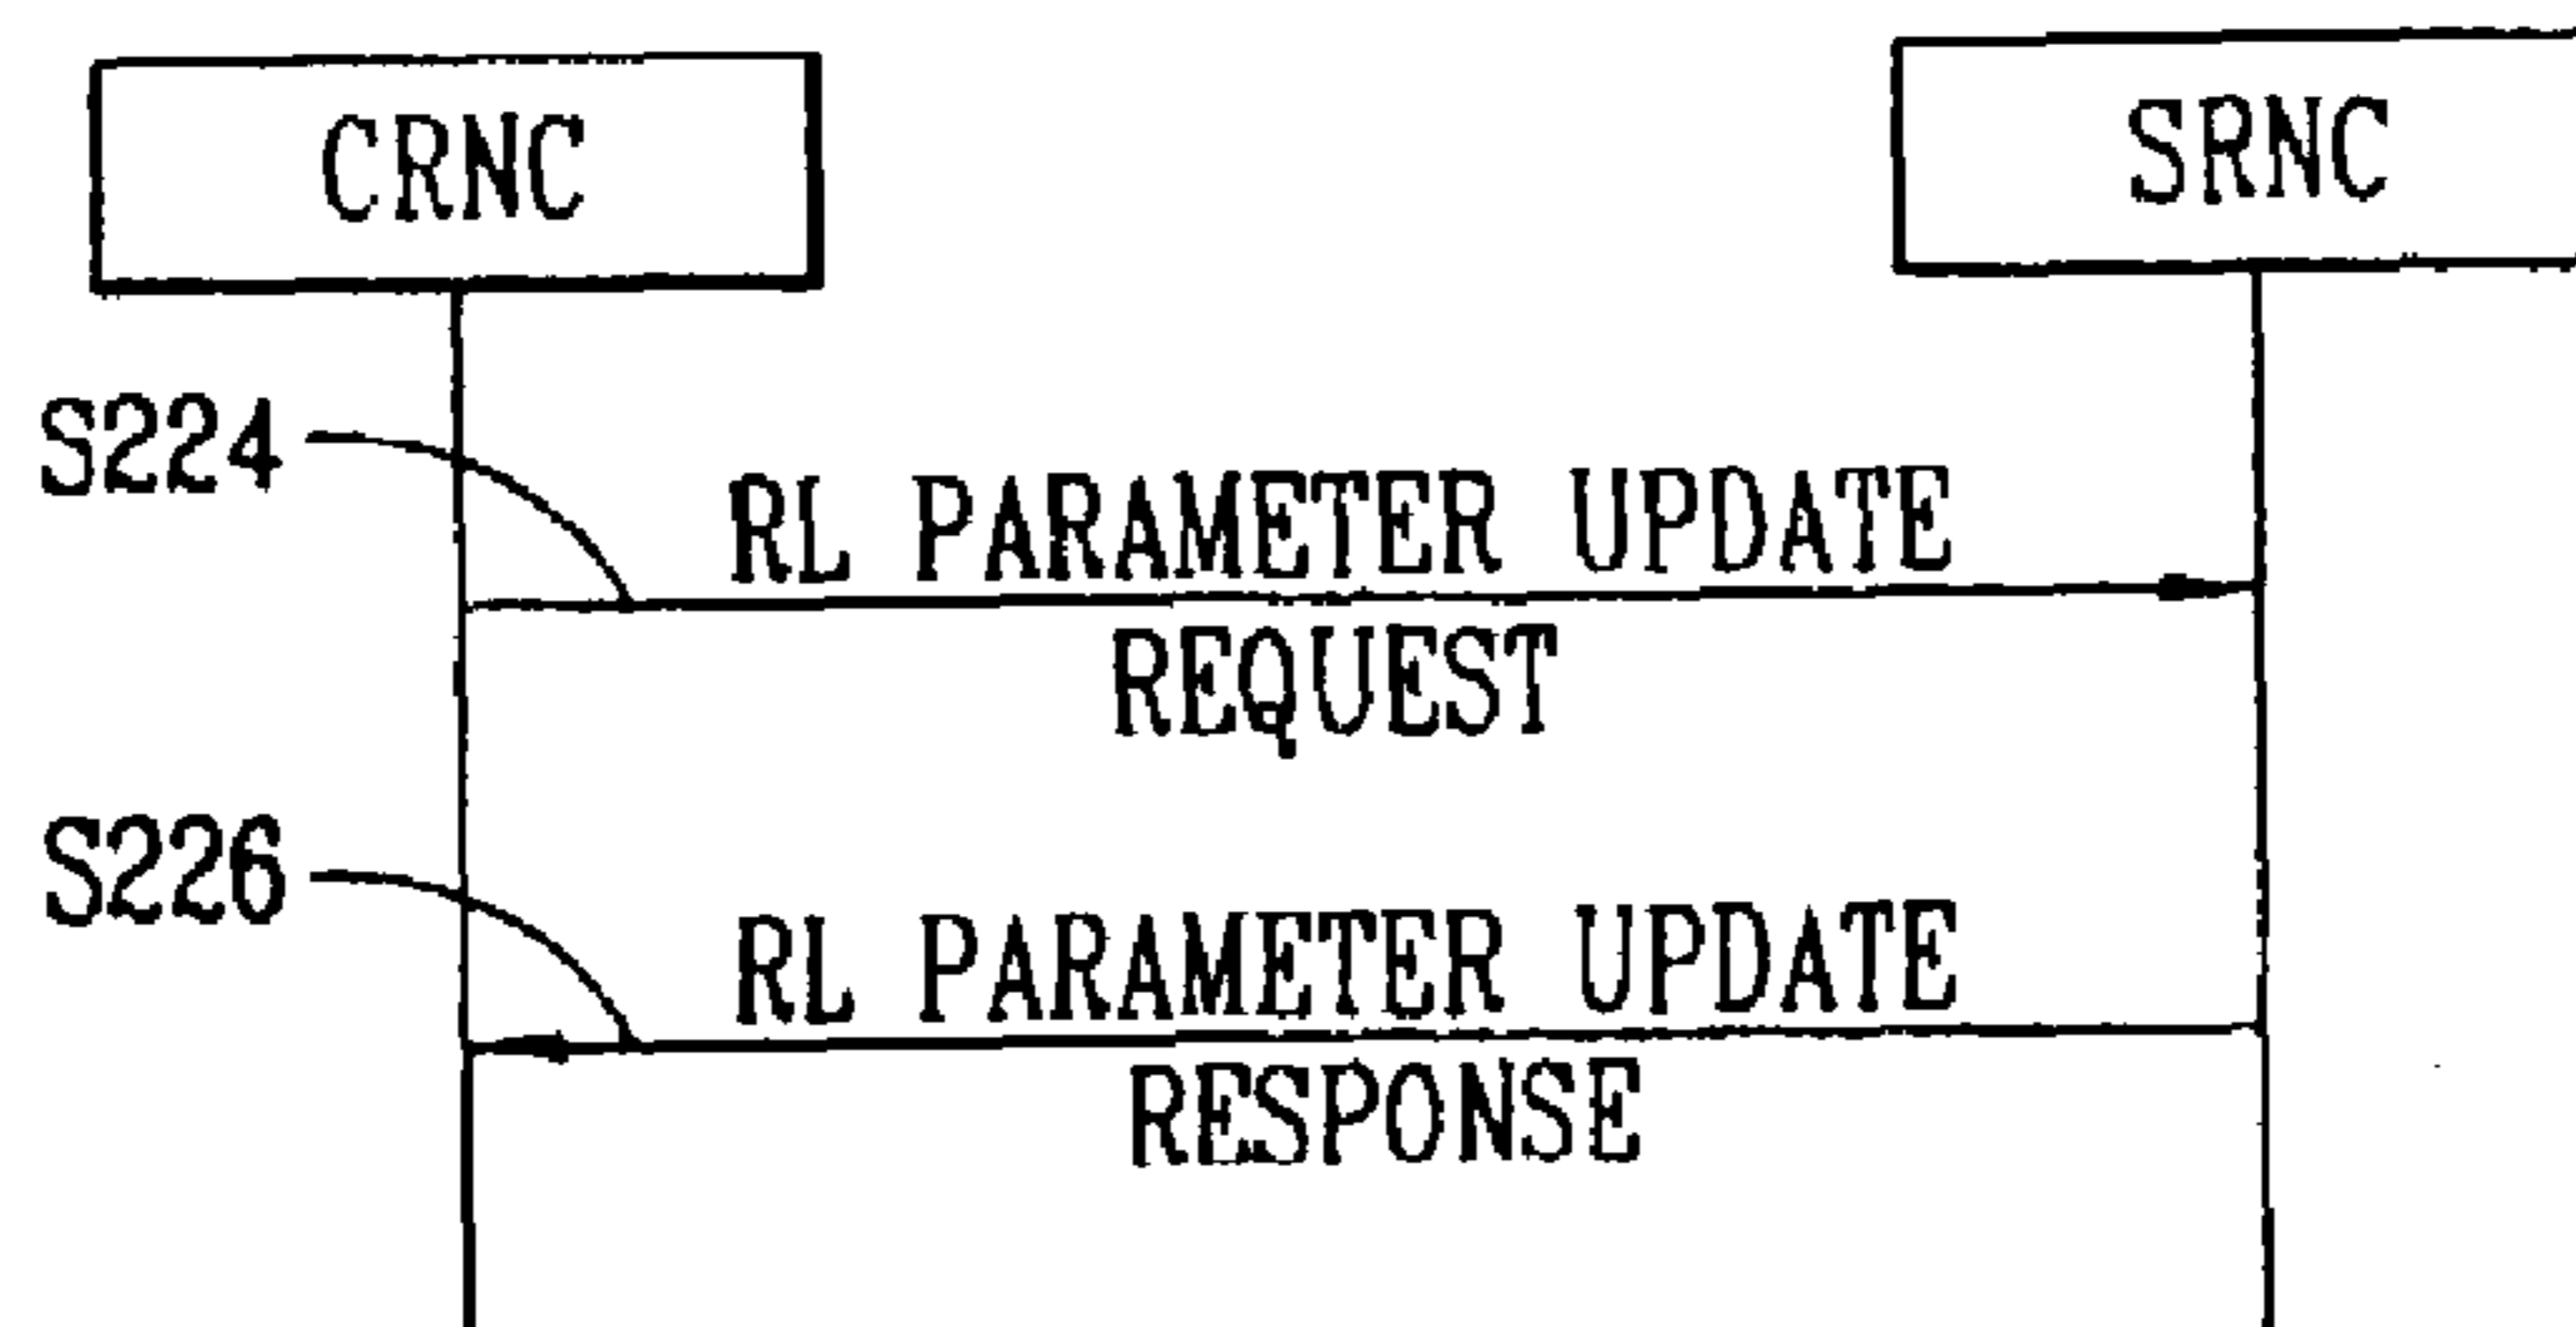 CRNC
SRNC
S224
RL PARAMETER UPDATE
REQUEST
S226
RL PARAMETER UPDATE
RESPONSE